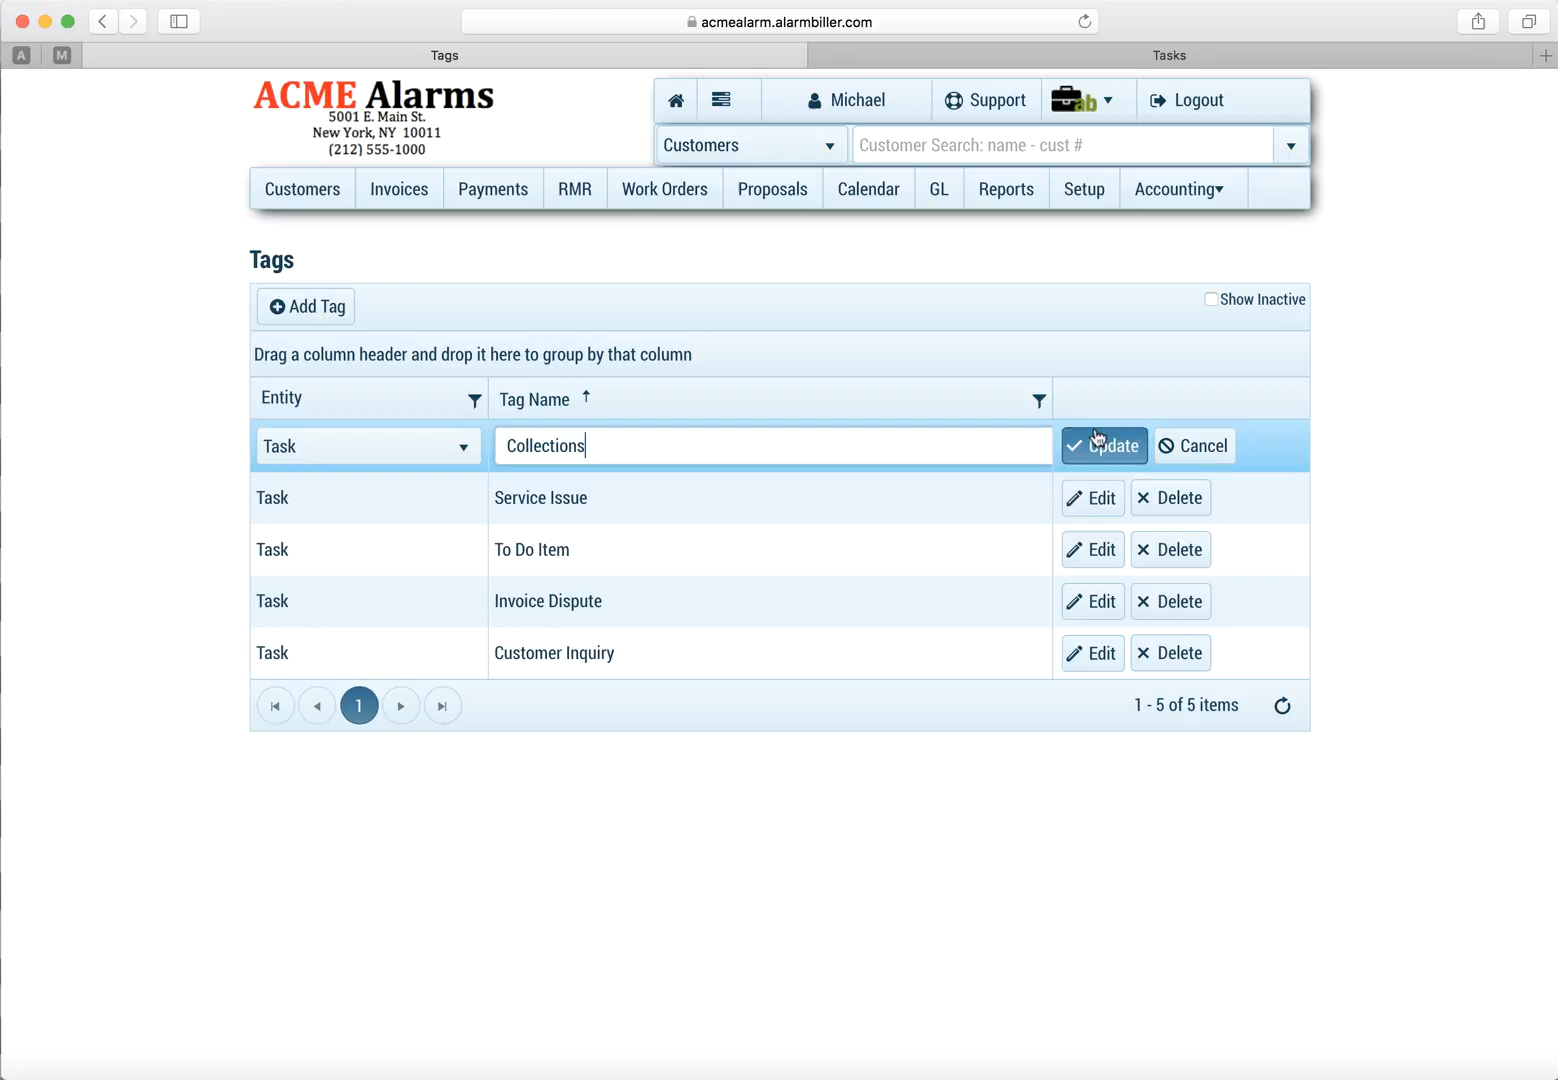 acmealarm.alarmbiller.com
A
M
Tags
Tasks
ACME Alarms
5001 E. Main St.
New York, NY 10011
(212) 555-1000
Michael
Support
ab
Logout
Customers
Customer Search: name - cust #
Customers
Invoices
Payments
RMR
Work Orders
Proposals
Calendar
GL
Reports
Setup
Accounting
Tags
Add Tag
Show Inactive
Drag a column header and drop it here to group by that column
Entity
Tag Name
Task
Collections
Update
Cancel
Task
Service Issue
Edit
Delete
Task
To Do Item
Edit
Delete
Task
Invoice Dispute
Edit
Delete
Task
Customer Inquiry
Edit
Delete
1
1 - 5 of 5 items